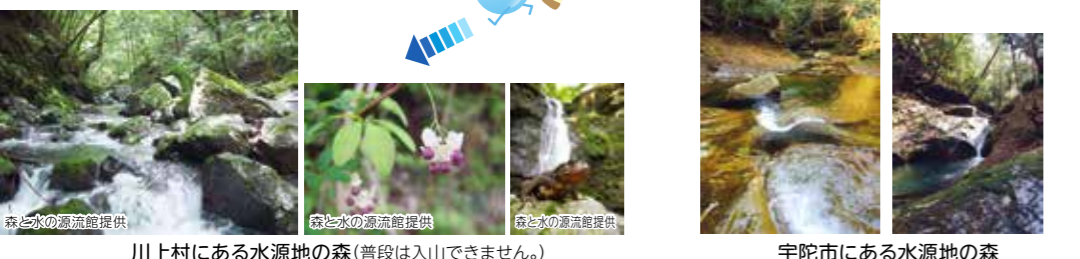 森と水の源流館提供
森と水の源流館提供
森と水の源流館提供
川上村にある水源地の森(普段は入山できません。)
宇陀市にある水源地の森